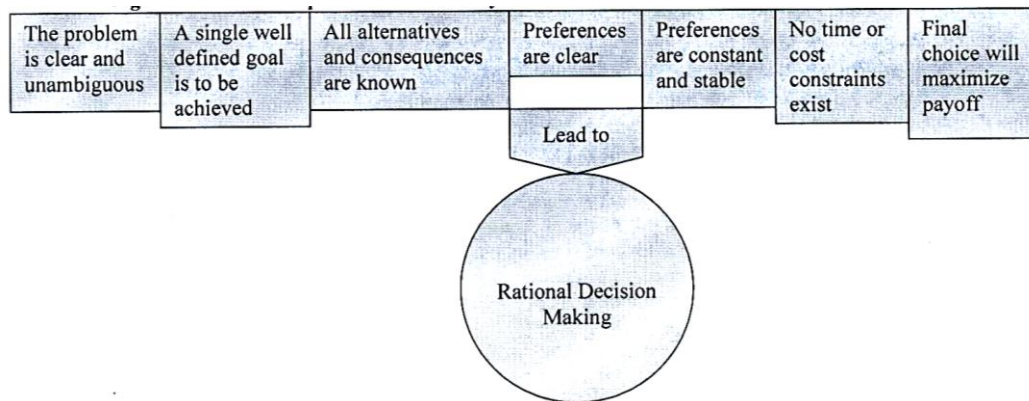 The problem
is clear and
unambiguous
A single well
defined goal
is to be
achieved
All alternatives
and consequences
are known
Preferences
are clear
Preferences
are constant
and stable
No time or
cost
constraints
exist
Final
choice will
maximize
payoff
Lead to
Rational Decision
Making